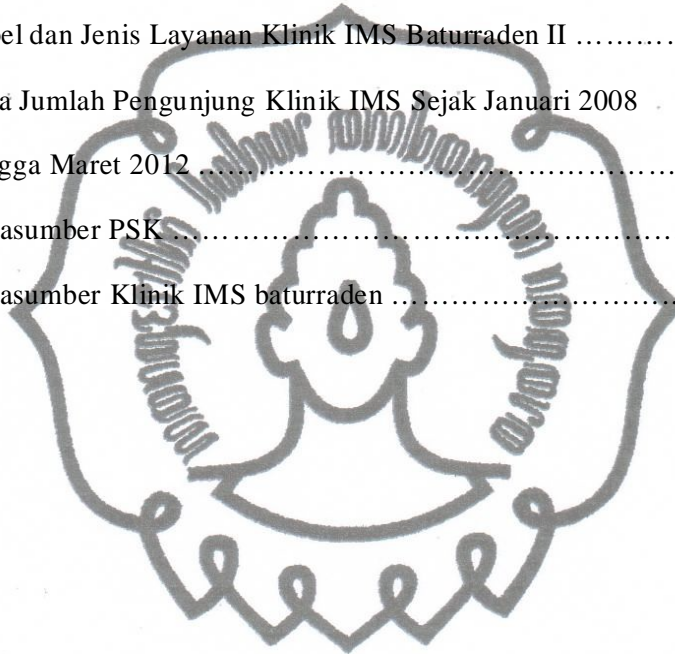 el dan Jenis Layanan Klinik IMS Baturraden II ………
a Jumlah Pengunjung Klinik IMS Sejak Januari 2008
gga Maret 2012 ………………………………………
asumber PSK ……………………………………………
asumber Klinik IMS baturraden …………………………